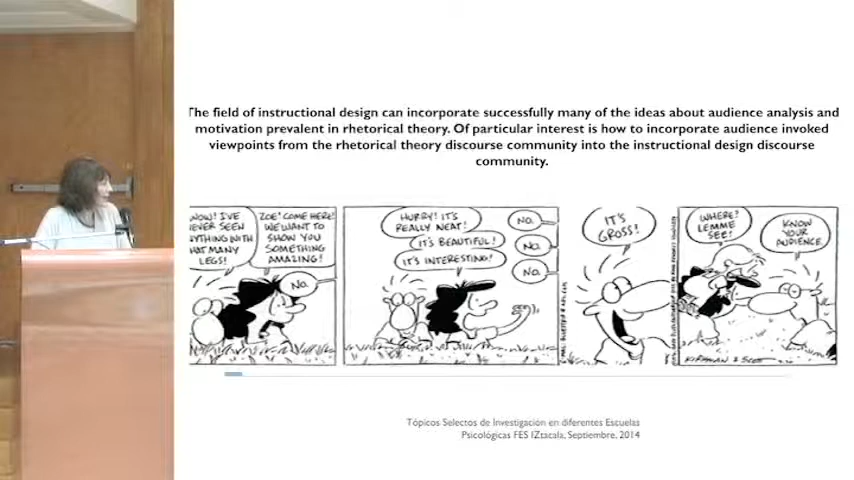 The field of instructional design can incorporate successfully many of the ideas about audience analysis and
motivation prevalent in rhetorical theory. Of particular interest is how to incorporate audience invoked
viewpoints from the rhetorical theory discourse community into the instructional design discourse
community.
WOW! I'VE
EVER SEEN
YTHING WITH
HAT MANY
LEGS!
ZOE! COME HERE!
WE WANT TO
SHOW YOU
SOMETHING
AMAZING!
NO.
HURRY! IT'S
REALLY NEAT!
IT'S BEAUTIFUL!
IT'S INTERESTING!
NO.
NO.
NO.
IT'S
GROSS!
WHERE?
LEMME
SEE!
KNOW
YOUR
AUDIENCE.
KIRKMAN & SCOTT
Tópicos Selectos de Investigación en diferentes Escuelas
Psicológicas FES IZtacala, Septiembre, 2014